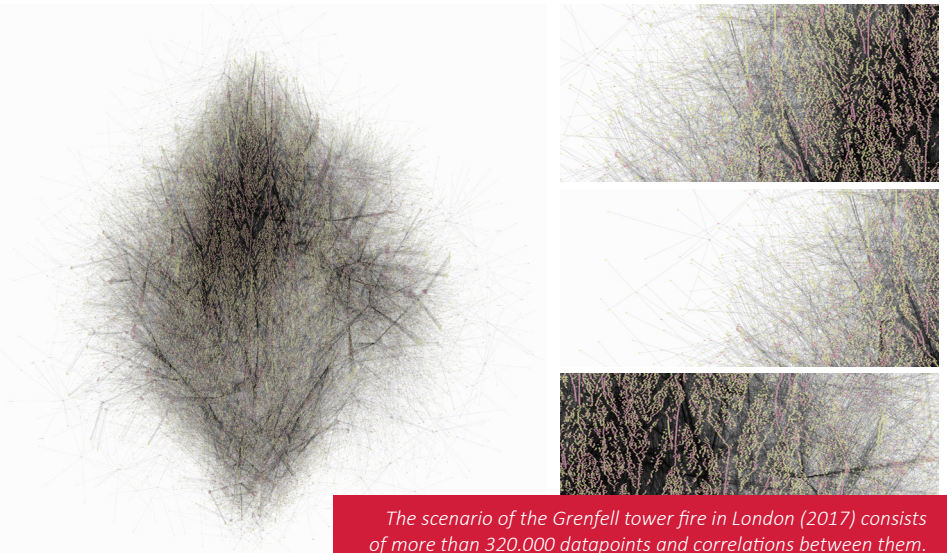 The scenario of the Grenfell tower fire in London (2017) consists
of more than 320.000 datapoints and correlations between them.